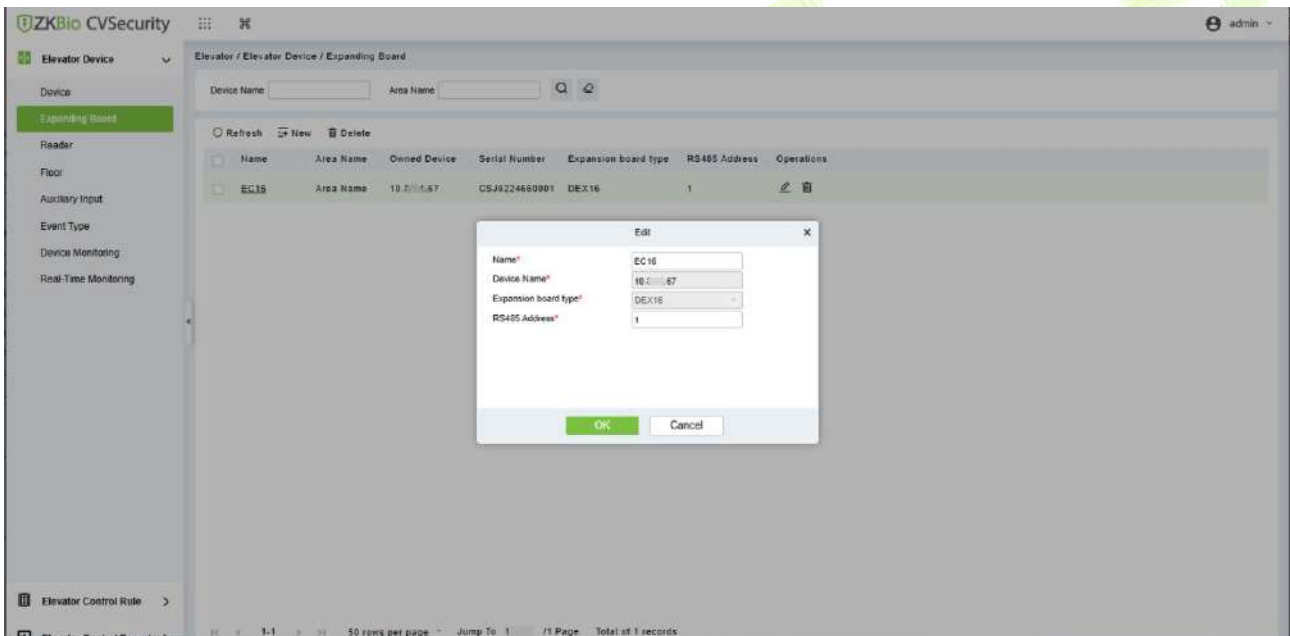 ZKBio CVSecurity
admin
Elevator Device
Elevator / Elevator Device / Expanding Board
Device
Device Name
Area Name
Expanding Board
Refresh New Delete
Reader
Name Area Name Owned Device Serial Number Expansion board type RS485 Address Operations
Floor
EC16 Area Name DEX16 1
Auxiliary Input
Event Type
Device Monitoring
Real-Time Monitoring
Edit
Name* EC16
Device Name* 67
Expansion board type* DEX16
RS485 Address* 1
OK Cancel
Elevator Control Rule
1-1 50 rows per page Jump To 1 /1 Page Total of 1 records